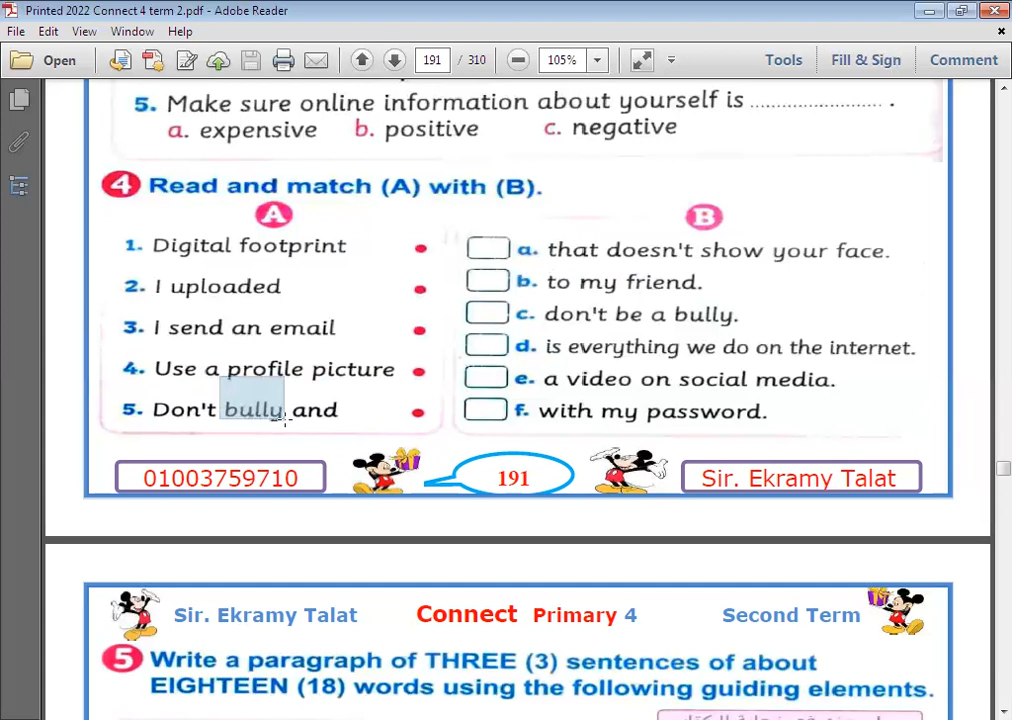 Printed 2022 Connect 4 term 2.pdf - Adobe Reader
File Edit View Window Help
Open 191 / 310 105% Tools Fill & Sign Comment
5. Make sure online information about yourself is ........................ .
a. expensive b. positive c. negative
4 Read and match (A) with (B).
A B
1. Digital footprint
a. that doesn't show your face.
2. I uploaded
b. to my friend.
3. I send an email
c. don't be a bully.
4. Use a profile picture
d. is everything we do on the internet.
5. Don't bully and
e. a video on social media.
f. with my password.
01003759710 191 Sir. Ekramy Talat
Sir. Ekramy Talat Connect Primary 4 Second Term
5 Write a paragraph of THREE (3) sentences of about
EIGHTEEN (18) words using the following guiding elements.